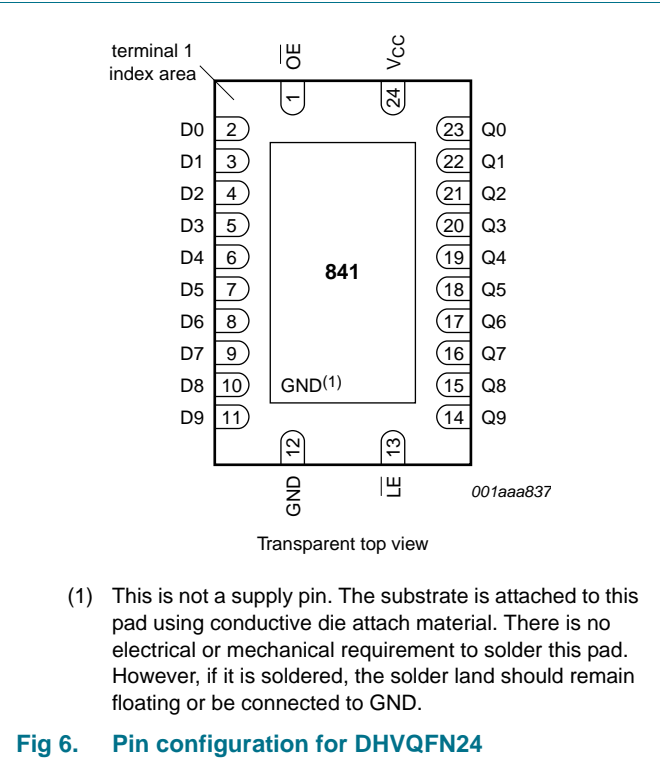 terminal 1
index area
O̅E̅
VCC
1
24
D0 2 23 Q0
D1 3 22 Q1
D2 4 21 Q2
D3 5 20 Q3
D4 6 19 Q4
841
D5 7 18 Q5
D6 8 17 Q6
D7 9 16 Q7
D8 10 GND(1) 15 Q8
D9 11 14 Q9
12
13
GND
L̅E̅
001aaa837
Transparent top view
(1) This is not a supply pin. The substrate is attached to this
pad using conductive die attach material. There is no
electrical or mechanical requirement to solder this pad.
However, if it is soldered, the solder land should remain
floating or be connected to GND.
Fig 6. Pin configuration for DHVQFN24